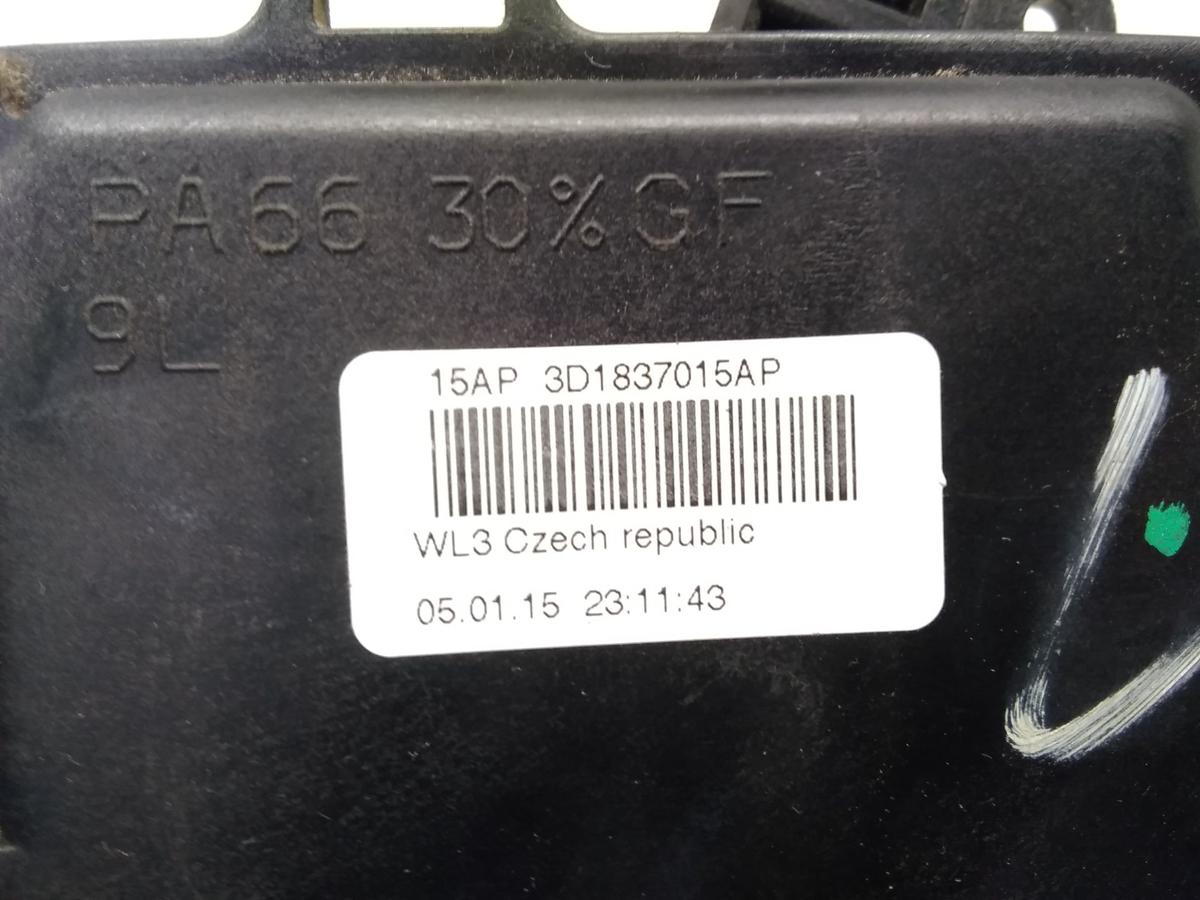 PA66 30%GF
9L
15AP 3D1837015AP
WL3 Czech republic
05.01.15 23:11:43